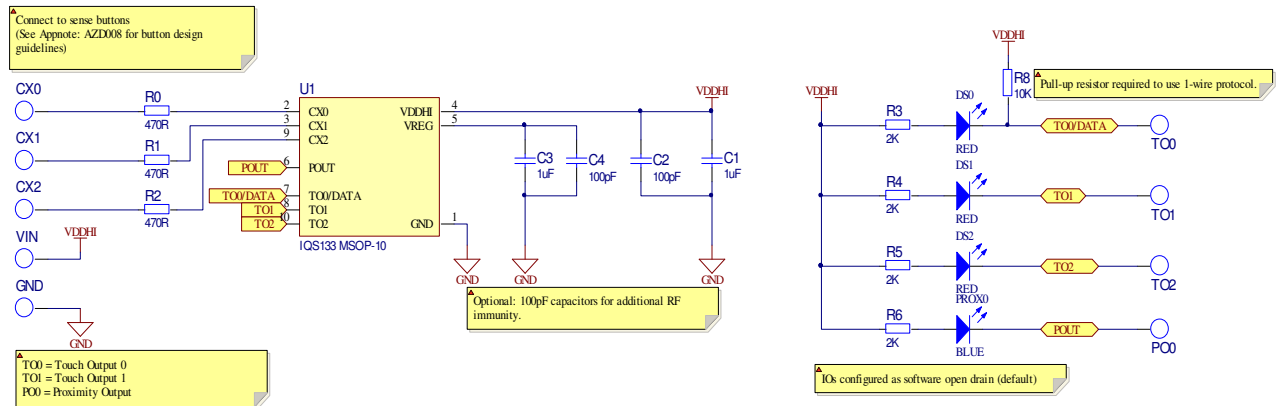 Connect to sense buttons
(See Appnote: AZD008 for button design
guidelines)
CX0
R0
470R
CX1
R1
470R
CX2
R2
470R
VIN
VDDHI
GND
GND
TO0 = Touch Output 0
TO1 = Touch Output 1
PO0 = Proximity Output
U1
2 CX0 VDDHI 4
3 CX1 VREG 5
9 CX2
POUT 6 POUT
TO0/DATA 7 TO0/DATA
TO1 8 TO1
TO2 10 TO2 GND 1
IQS133 MSOP-10
GND
VDDHI
C3
1uF
C4
100pF
C2
100pF
C1
1uF
GND
GND
Optional: 100pF capacitors for additional RF
immunity.
VDDHI
VDDHI
R8
10K
Pull-up resistor required to use 1-wire protocol.
R3
2K
DS0
RED
TO0/DATA
TO0
R4
2K
DS1
RED
TO1
TO1
R5
2K
DS2
RED
TO2
TO2
R6
2K
PROX0
BLUE
POUT
PO0
IOs configured as software open drain (default)